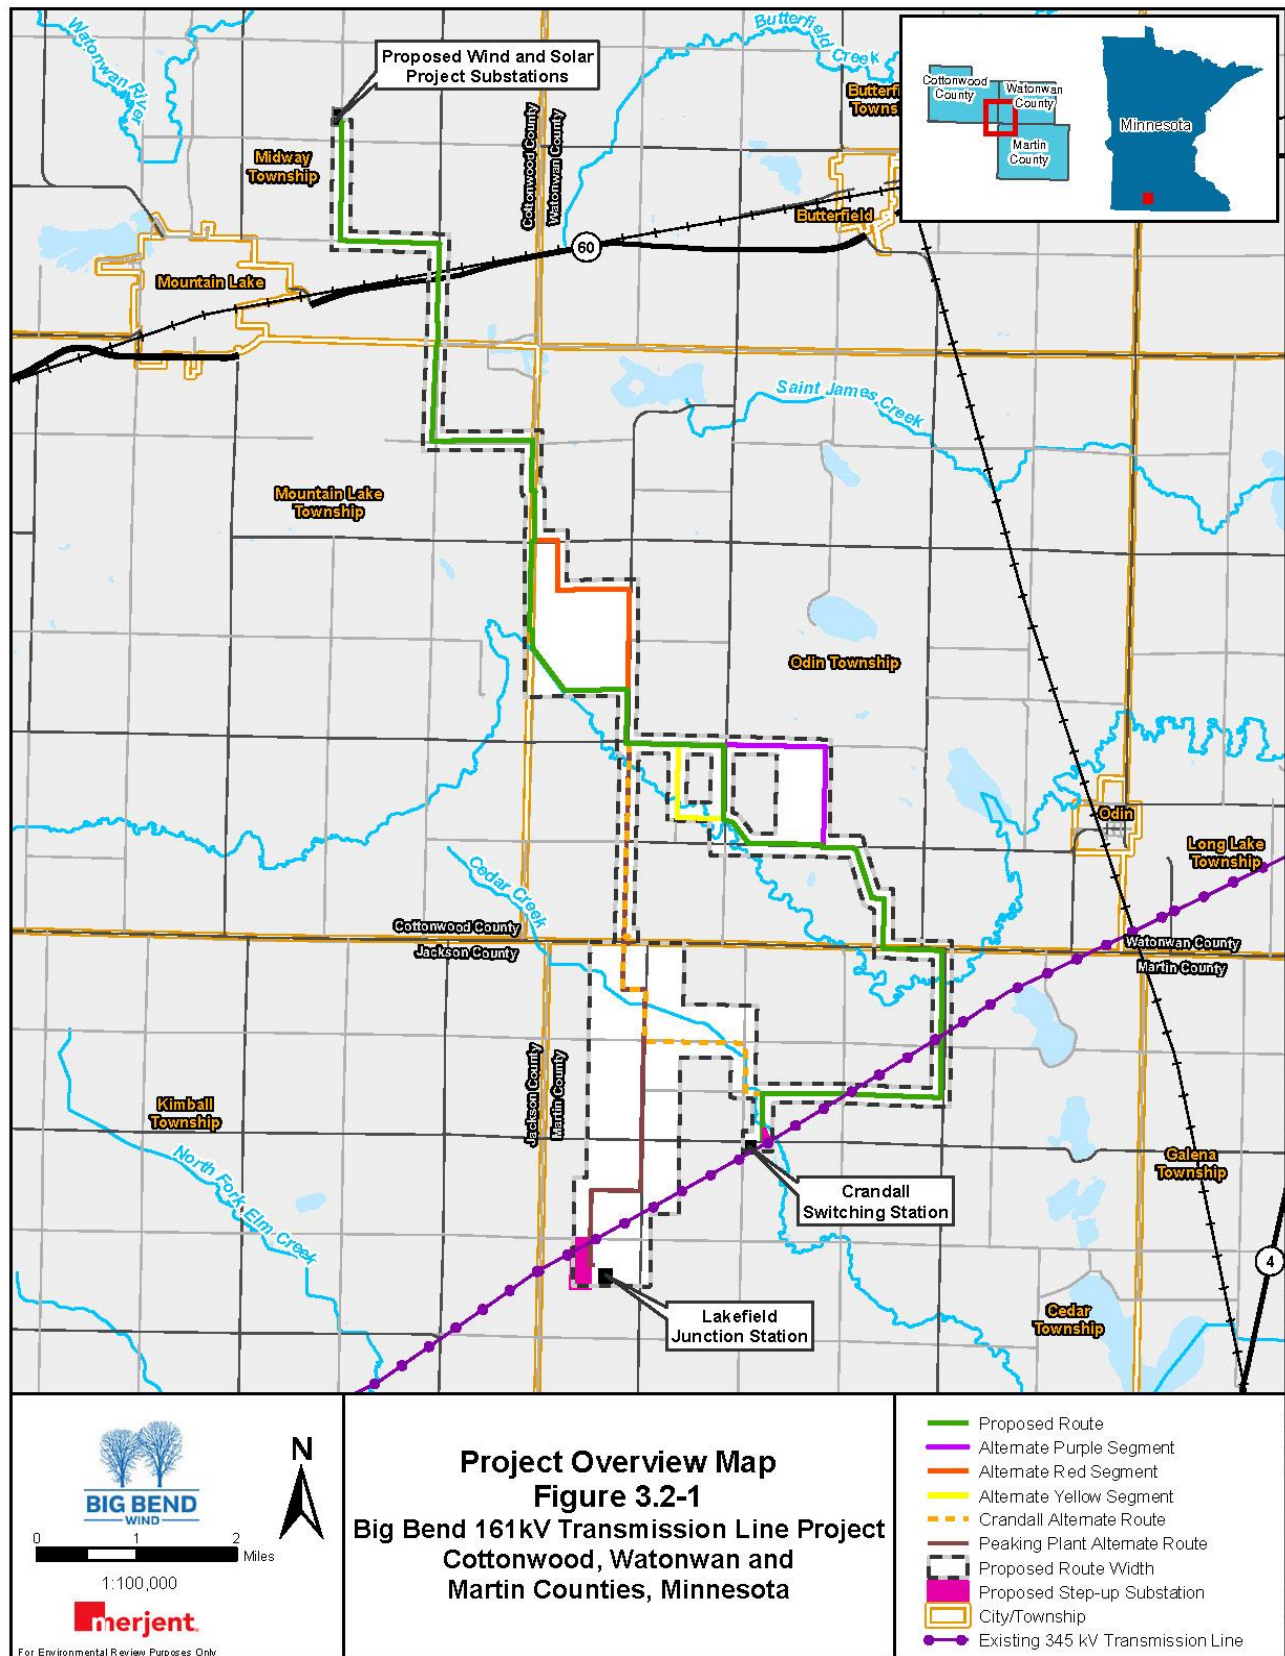 Proposed Wind and Solar
Project Substations
Watonwan River
Butterfield
Creek
Midway
Township
Cottonwood County
Watonwan County
Cottonwood
County
Watonwan
County
Martin
County
Minnesota
Butterfield
60
Mountain Lake
Saint James Creek
Mountain Lake
Township
Odin Township
Odin
Long Lake
Township
Cedar Creek
Cottonwood County
Jackson County
Watonwan County
Martin County
Jackson County
Martin County
Kimball
Township
North Fork Elm Creek
Galena
Township
Crandall
Switching Station
4
Lakefield
Junction Station
Cedar
Township
BIG BEND
WIND
N
0 1 2
Miles
1:100,000
merjent.
For Environmental Review Purposes Only
Project Overview Map
Figure 3.2-1
Big Bend 161kV Transmission Line Project
Cottonwood, Watonwan and
Martin Counties, Minnesota
Proposed Route
Alternate Purple Segment
Alternate Red Segment
Alternate Yellow Segment
Crandall Alternate Route
Peaking Plant Alternate Route
Proposed Route Width
Proposed Step-up Substation
City/Township
Existing 345 kV Transmission Line